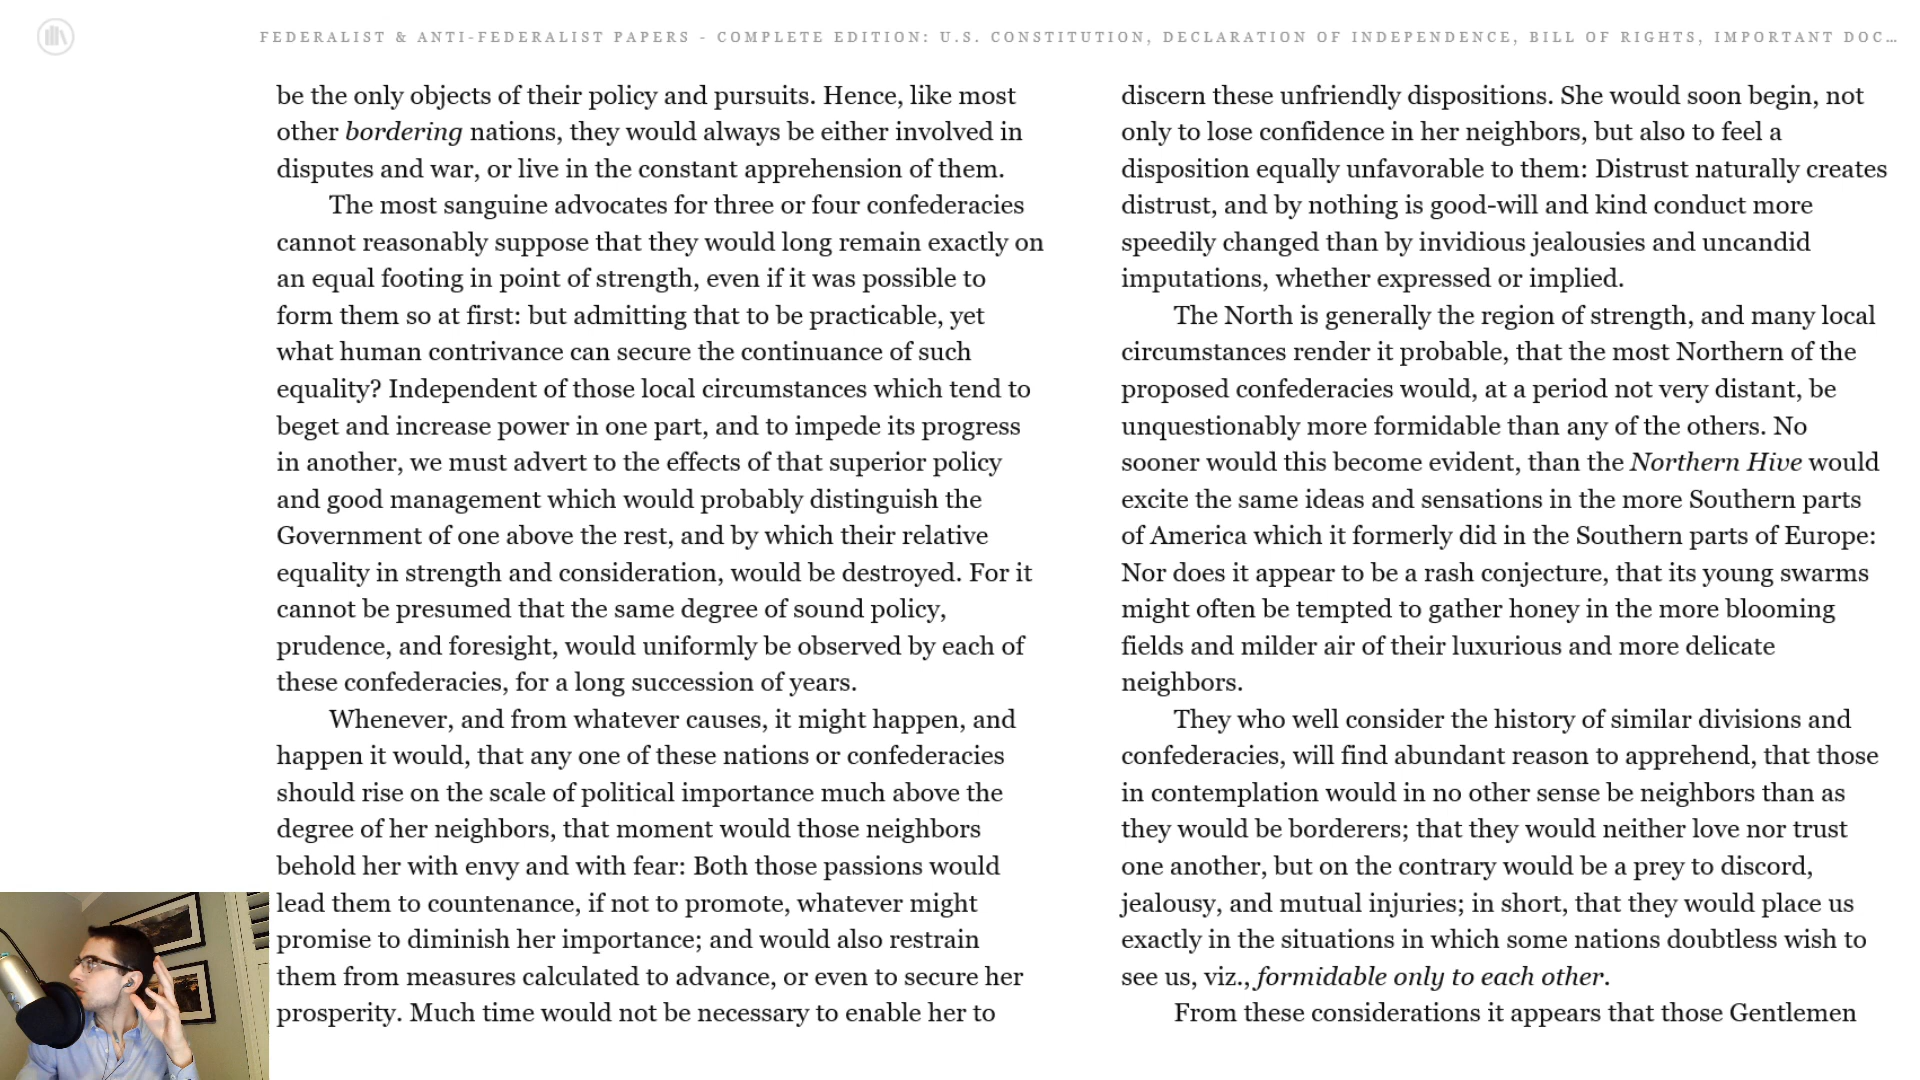 FEDERALIST & ANTI-FEDERALIST PAPERS - COMPLETE EDITION: U.S. CONSTITUTION, DECLARATION OF INDEPENDENCE, BILL OF RIGHTS, IMPORTANT DOC...
be the only objects of their policy and pursuits. Hence, like most
other bordering nations, they would always be either involved in
disputes and war, or live in the constant apprehension of them.
The most sanguine advocates for three or four confederacies
cannot reasonably suppose that they would long remain exactly on
an equal footing in point of strength, even if it was possible to
form them so at first: but admitting that to be practicable, yet
what human contrivance can secure the continuance of such
equality? Independent of those local circumstances which tend to
beget and increase power in one part, and to impede its progress
in another, we must advert to the effects of that superior policy
and good management which would probably distinguish the
Government of one above the rest, and by which their relative
equality in strength and consideration, would be destroyed. For it
cannot be presumed that the same degree of sound policy,
prudence, and foresight, would uniformly be observed by each of
these confederacies, for a long succession of years.
Whenever, and from whatever causes, it might happen, and
happen it would, that any one of these nations or confederacies
should rise on the scale of political importance much above the
degree of her neighbors, that moment would those neighbors
behold her with envy and with fear: Both those passions would
lead them to countenance, if not to promote, whatever might
promise to diminish her importance; and would also restrain
them from measures calculated to advance, or even to secure her
prosperity. Much time would not be necessary to enable her to
discern these unfriendly dispositions. She would soon begin, not
only to lose confidence in her neighbors, but also to feel a
disposition equally unfavorable to them: Distrust naturally creates
distrust, and by nothing is good-will and kind conduct more
speedily changed than by invidious jealousies and uncandid
imputations, whether expressed or implied.
The North is generally the region of strength, and many local
circumstances render it probable, that the most Northern of the
proposed confederacies would, at a period not very distant, be
unquestionably more formidable than any of the others. No
sooner would this become evident, than the Northern Hive would
excite the same ideas and sensations in the more Southern parts
of America which it formerly did in the Southern parts of Europe:
Nor does it appear to be a rash conjecture, that its young swarms
might often be tempted to gather honey in the more blooming
fields and milder air of their luxurious and more delicate
neighbors.
They who well consider the history of similar divisions and
confederacies, will find abundant reason to apprehend, that those
in contemplation would in no other sense be neighbors than as
they would be borderers; that they would neither love nor trust
one another, but on the contrary would be a prey to discord,
jealousy, and mutual injuries; in short, that they would place us
exactly in the situations in which some nations doubtless wish to
see us, viz., formidable only to each other.
From these considerations it appears that those Gentlemen